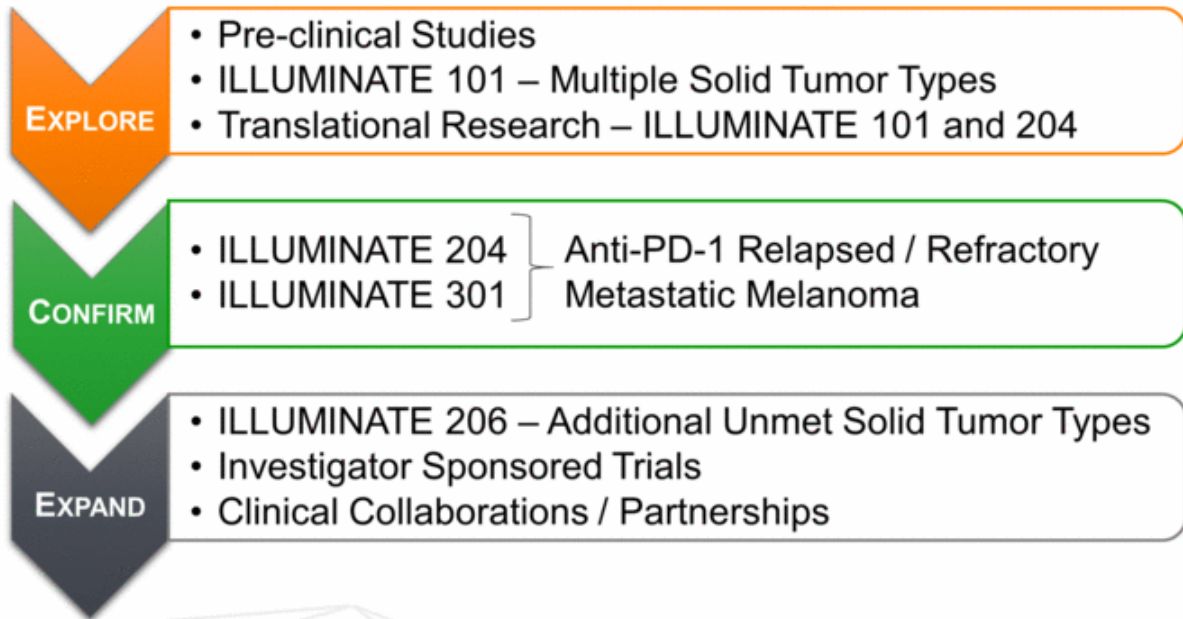 EXPLORE
• Pre-clinical Studies
• ILLUMINATE 101 – Multiple Solid Tumor Types
• Translational Research – ILLUMINATE 101 and 204
CONFIRM
• ILLUMINATE 204
• ILLUMINATE 301
Anti-PD-1 Relapsed / Refractory
Metastatic Melanoma
EXPAND
• ILLUMINATE 206 – Additional Unmet Solid Tumor Types
• Investigator Sponsored Trials
• Clinical Collaborations / Partnerships